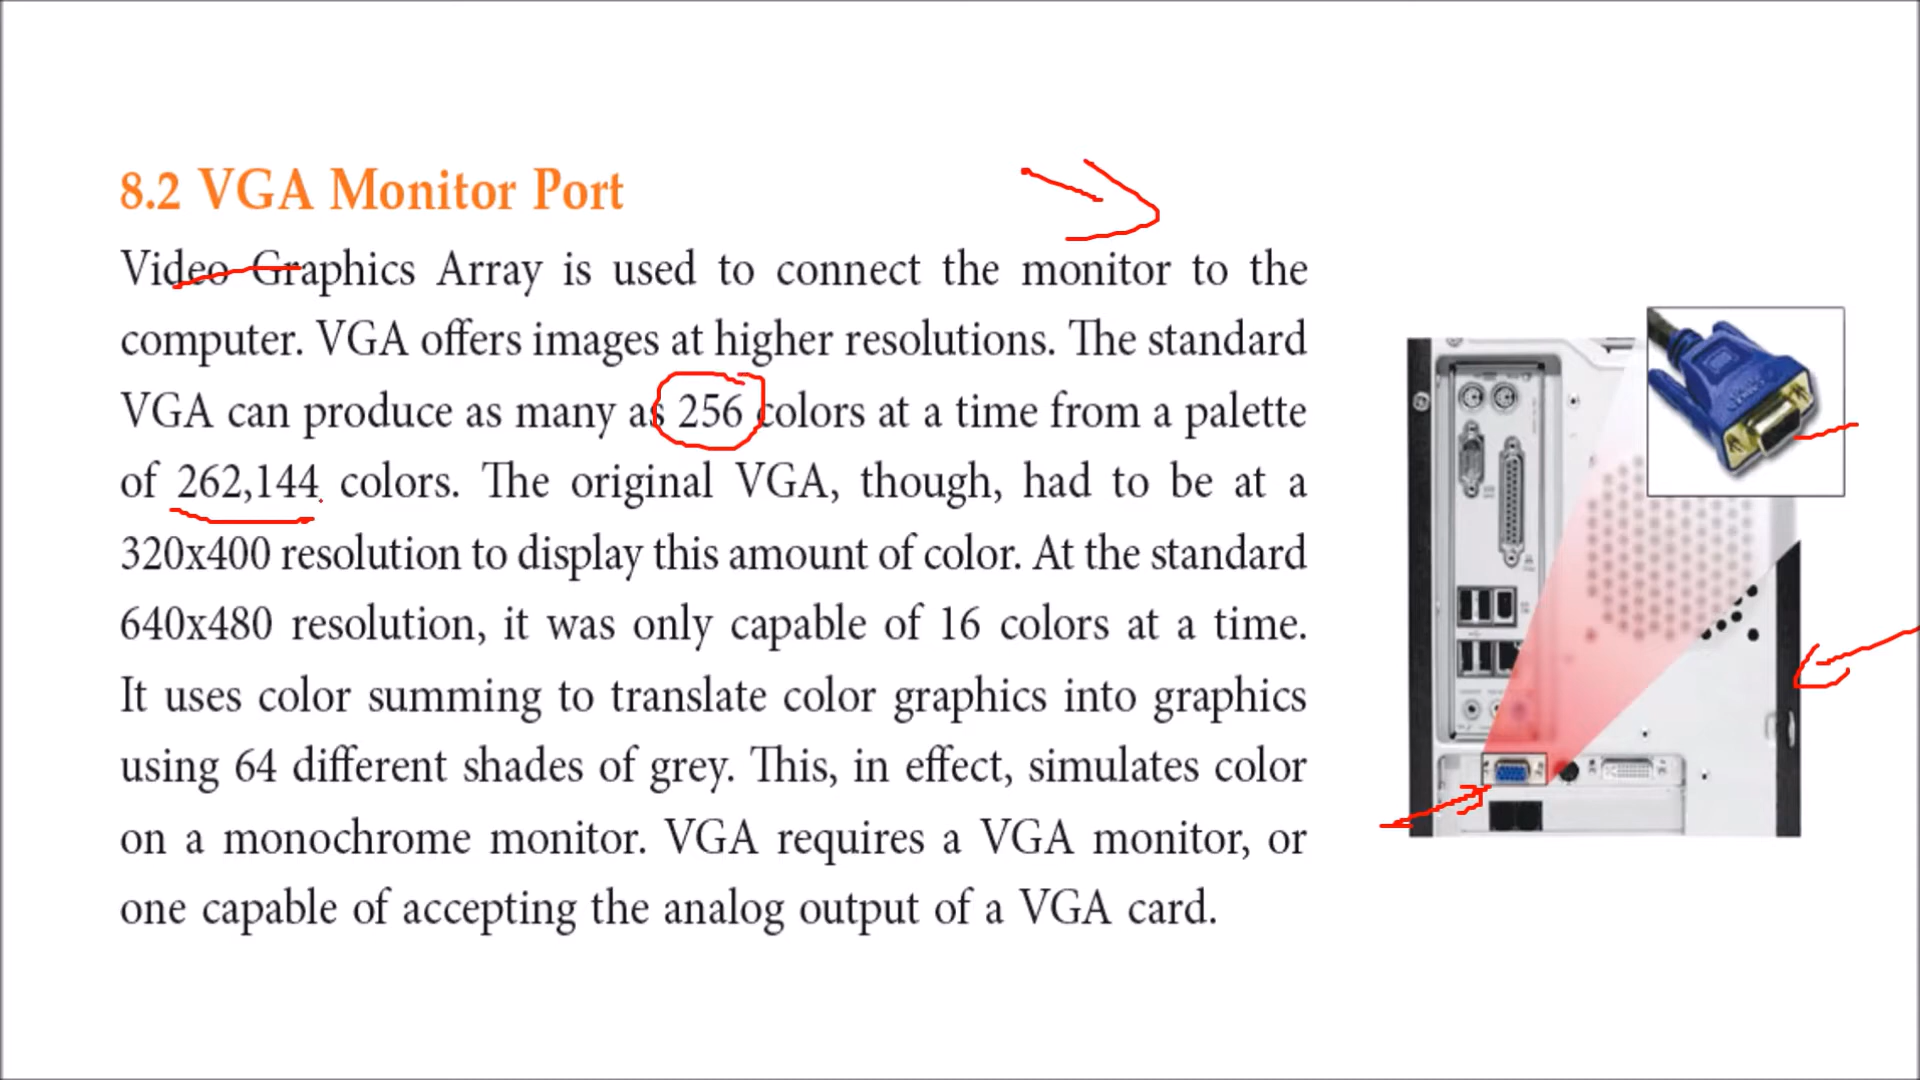 8.2 VGA Monitor Port
Video Graphics Array is used to connect the monitor to the
computer. VGA offers images at higher resolutions. The standard
VGA can produce as many as 256 colors at a time from a palette
of 262,144 colors. The original VGA, though, had to be at a
320x400 resolution to display this amount of color. At the standard
640x480 resolution, it was only capable of 16 colors at a time.
It uses color summing to translate color graphics into graphics
using 64 different shades of grey. This, in effect, simulates color
on a monochrome monitor. VGA requires a VGA monitor, or
one capable of accepting the analog output of a VGA card.